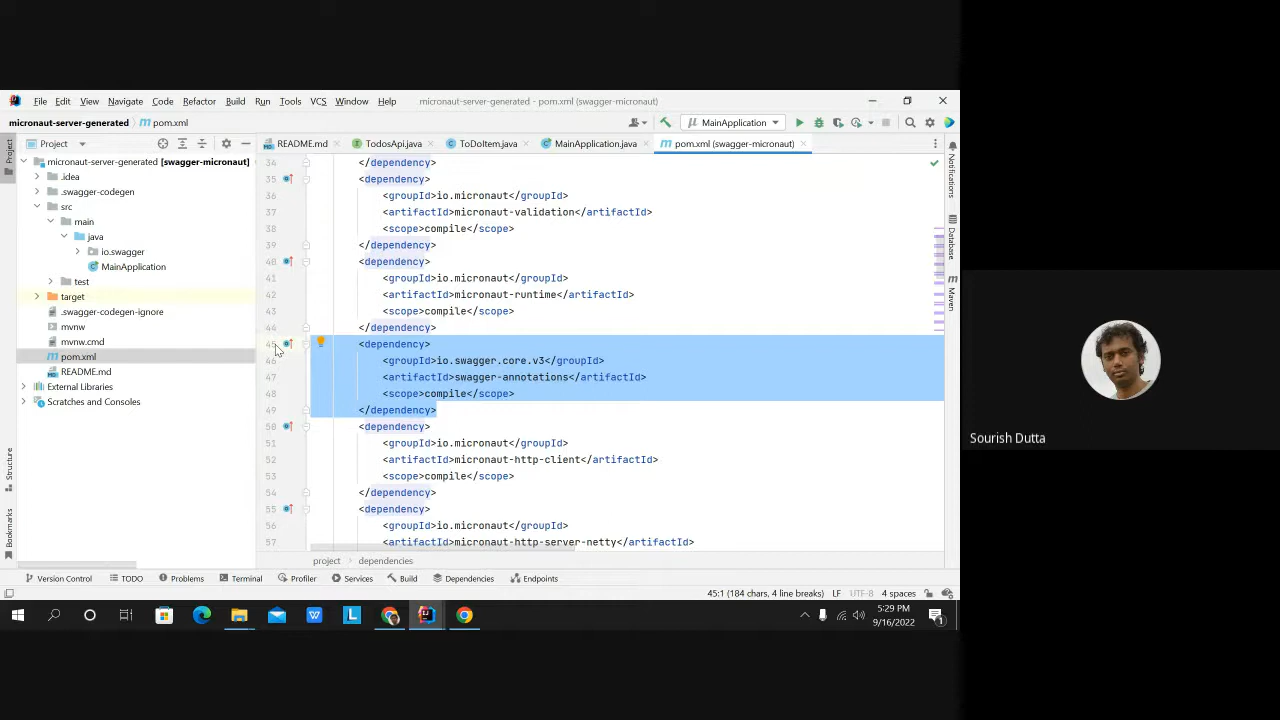 File Edit View Navigate Code Refactor Build Run Tools VCS Window Help micronaut-server-generated - pom.xml (swagger-micronaut)
micronaut-server-generated pom.xml MainApplication
Project
README.md TodosApi.java ToDoItem.java MainApplication.java pom.xml (swagger-micronaut)
Project
micronaut-server-generated [swagger-micronaut]
.idea
.swagger-codegen
src
main
java
io.swagger
MainApplication
test
target
.swagger-codegen-ignore
mvnw
mvnw.cmd
pom.xml
README.md
External Libraries
Scratches and Consoles
Structure
Bookmarks
34 </dependency>
35 <dependency>
36 <groupId>io.micronaut</groupId>
37 <artifactId>micronaut-validation</artifactId>
38 <scope>compile</scope>
39 </dependency>
40 <dependency>
41 <groupId>io.micronaut</groupId>
42 <artifactId>micronaut-runtime</artifactId>
43 <scope>compile</scope>
44 </dependency>
45 <dependency>
46 <groupId>io.swagger.core.v3</groupId>
47 <artifactId>swagger-annotations</artifactId>
48 <scope>compile</scope>
49 </dependency>
50 <dependency>
51 <groupId>io.micronaut</groupId>
52 <artifactId>micronaut-http-client</artifactId>
53 <scope>compile</scope>
54 </dependency>
55 <dependency>
56 <groupId>io.micronaut</groupId>
57 <artifactId>micronaut-http-server-netty</artifactId>
Notifications
Database
Maven
project dependencies
Version Control TODO Problems Terminal Profiler Services Build Dependencies Endpoints
45:1 (184 chars, 4 line breaks) LF UTF-8 4 spaces
5:29 PM
9/16/2022
1
Sourish Dutta